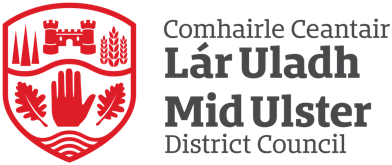 Comhairle Ceantair
Lár Uladh
Mid Ulster
District Council